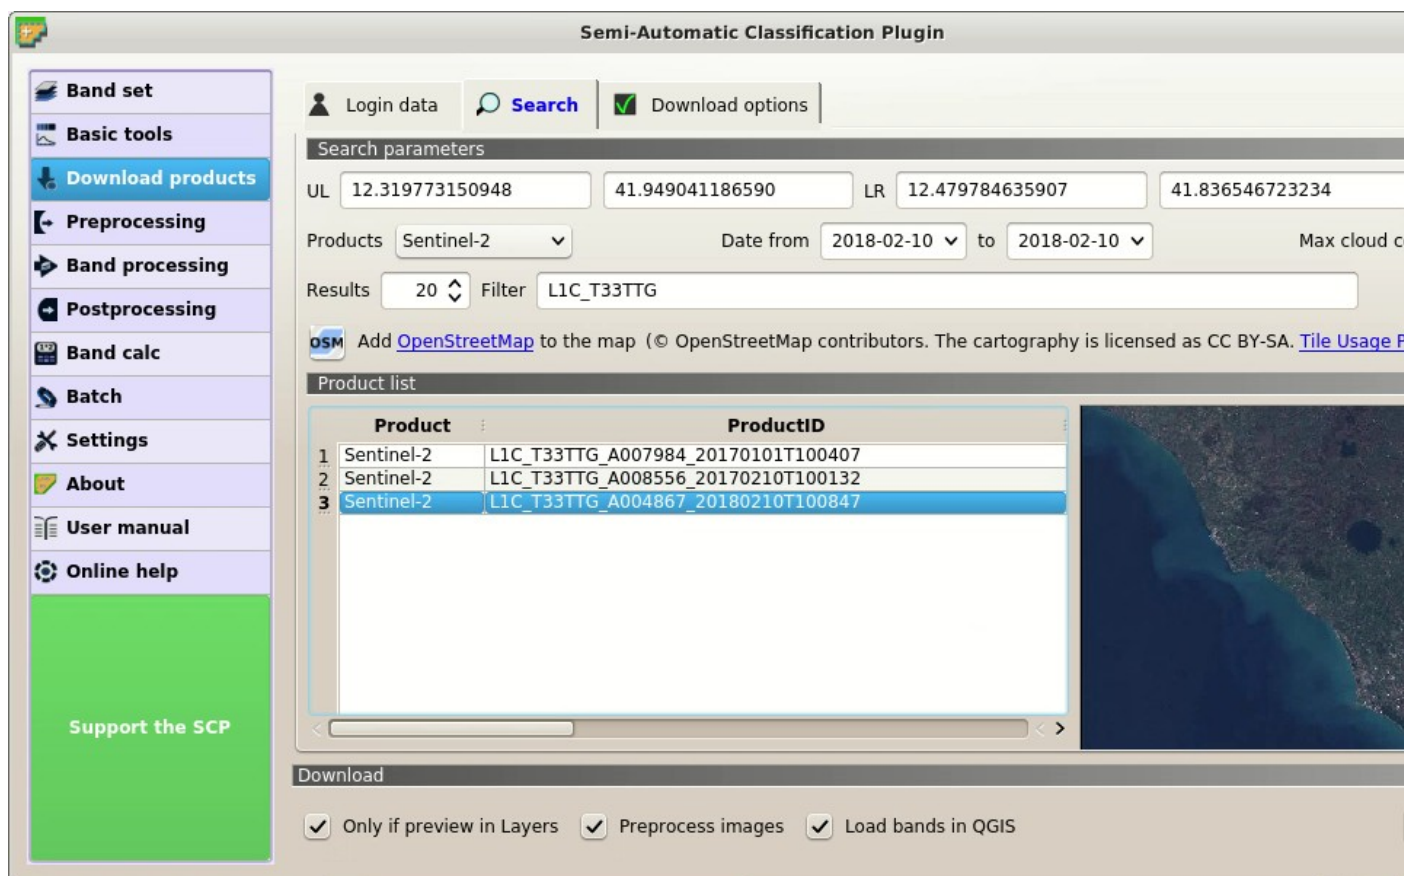 Semi-Automatic Classification Plugin
Band set
Basic tools
Download products
Preprocessing
Band processing
Postprocessing
Band calc
Batch
Settings
About
User manual
Online help
Support the SCP
Login data Search Download options
Search parameters
UL 12.319773150948 41.949041186590 LR 12.479784635907 41.836546723234
Products Sentinel-2 Date from 2018-02-10 to 2018-02-10 Max cloud c
Results 20 Filter L1C_T33TTG
OSM Add OpenStreetMap to the map (© OpenStreetMap contributors. The cartography is licensed as CC BY-SA. Tile Usage P
Product list
Product ProductID
1 Sentinel-2 L1C_T33TTG_A007984_20170101T100407
2 Sentinel-2 L1C_T33TTG_A008556_20170210T100132
3 Sentinel-2 L1C_T33TTG_A004867_20180210T100847
Download
Only if preview in Layers Preprocess images Load bands in QGIS